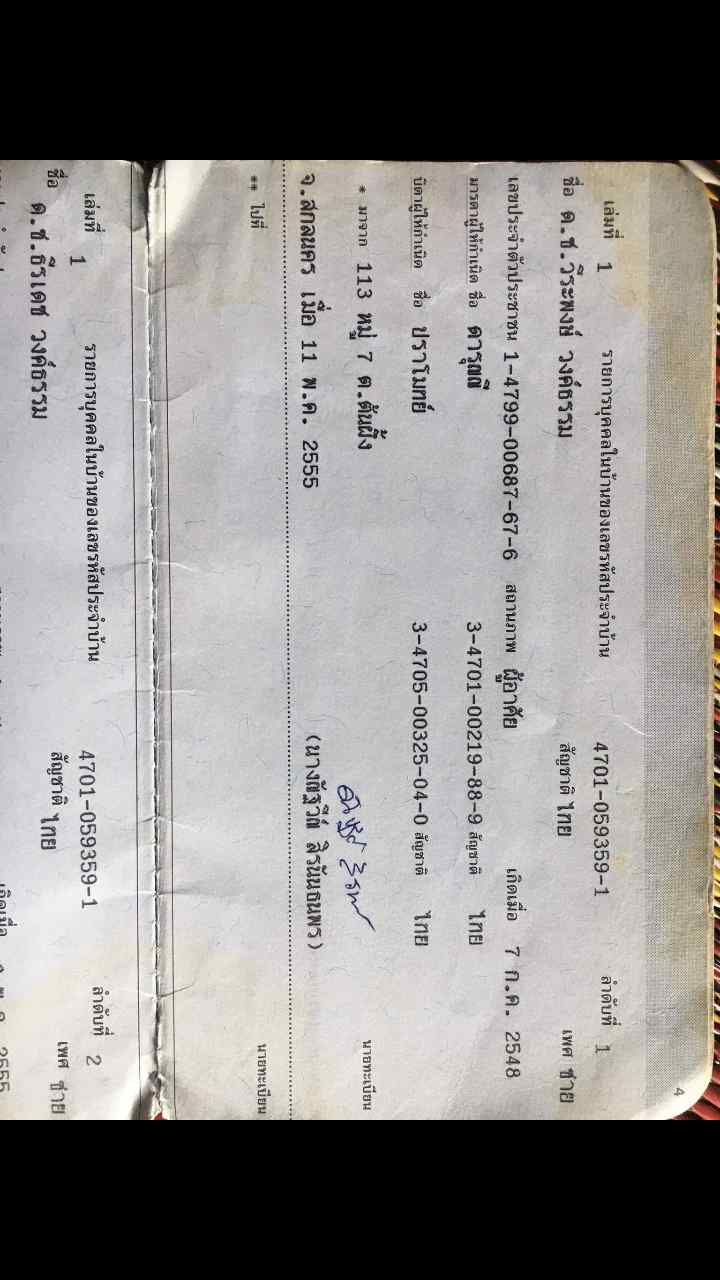 4
เล่มที่ 1 รายการบุคคลในบ้านของเลขรหัสประจำบ้าน 4701-059359-1 ลำดับที่ 1
ชื่อ ด.ช.วีระพงษ์ วงค์ธรรม สัญชาติ ไทย เพศ ชาย
เลขประจำตัวประชาชน 1-4799-00687-67-6 สถานภาพ ผู้อาศัย เกิดเมื่อ 7 ก.ค. 2548
มารดาผู้ให้กำเนิด ชื่อ ดารุณี 3-4701-00219-88-9 สัญชาติ ไทย
บิดาผู้ให้กำเนิด ชื่อ ปราโมทย์ 3-4705-00325-04-0 สัญชาติ ไทย
* มาจาก 113 หมู่ 7 ต.ต้นผึ้ง นายทะเบียน
จ.สกลนคร เมื่อ 11 พ.ค. 2555 (นางณัฐวีณ์ สิรนันธนพร)
** ไปที่ นายทะเบียน
เล่มที่ 1 รายการบุคคลในบ้านของเลขรหัสประจำบ้าน 4701-059359-1 ลำดับที่ 2
ชื่อ ด.ช.ธีรเดช วงค์ธรรม สัญชาติ ไทย เพศ ชาย